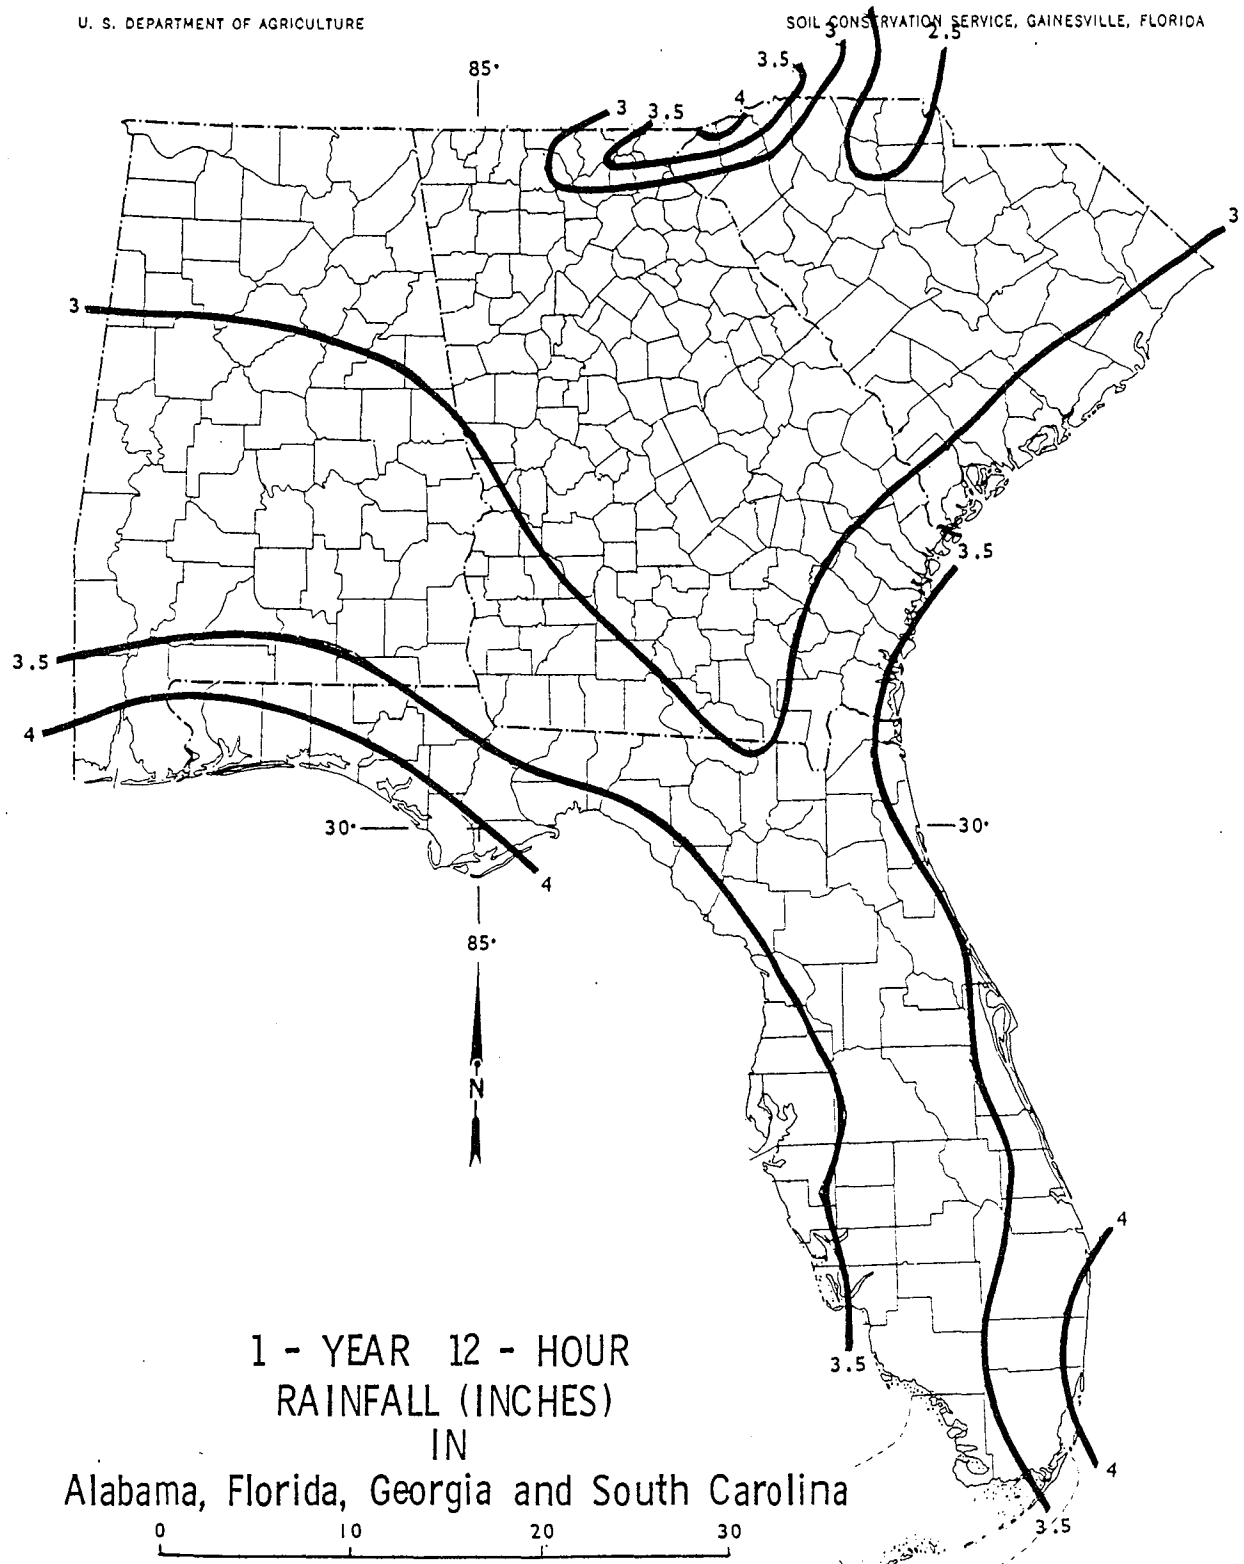 U. S. DEPARTMENT OF AGRICULTURE
SOIL CONSERVATION SERVICE, GAINESVILLE, FLORIDA
3
2.5
3.5
85°
4
3
3.5
3
3
3.5
3.5
4
30°
30°
4
85°
N
4
1 - YEAR 12 - HOUR
3.5
RAINFALL (INCHES)
IN
4
Alabama, Florida, Georgia and South Carolina
3.5
0 10 20 30